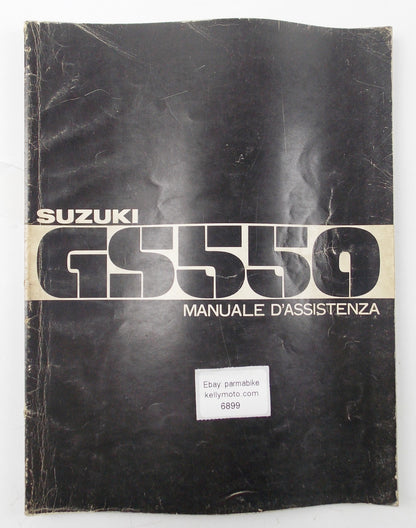 SUZUKI
GS550
MANUALE D'ASSISTENZA
Ebay parmabike
kellymoto.com
6899